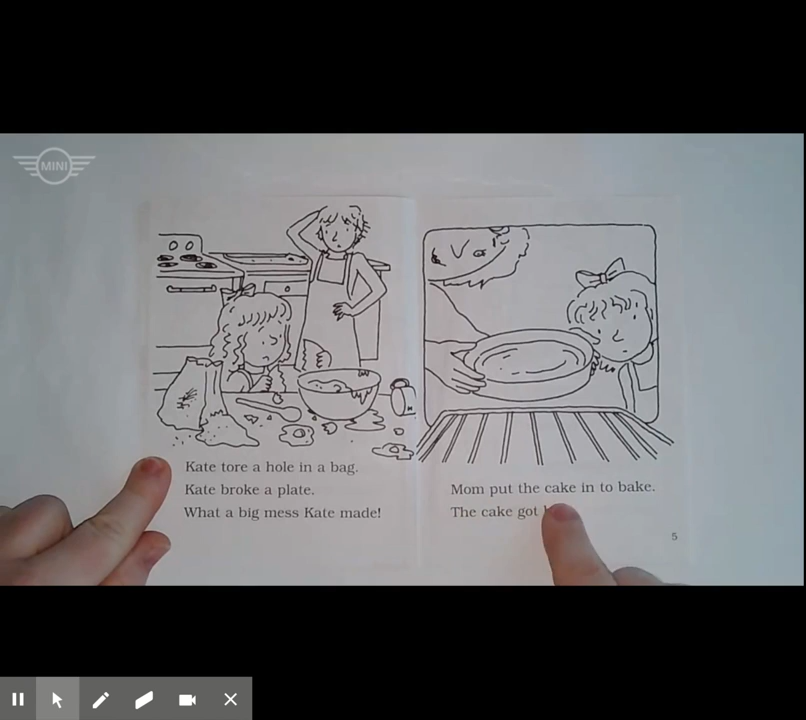 MINI
Kate tore a hole in a bag.
Kate broke a plate.
What a big mess Kate made!
Mom put the cake in to bake.
The cake got
5